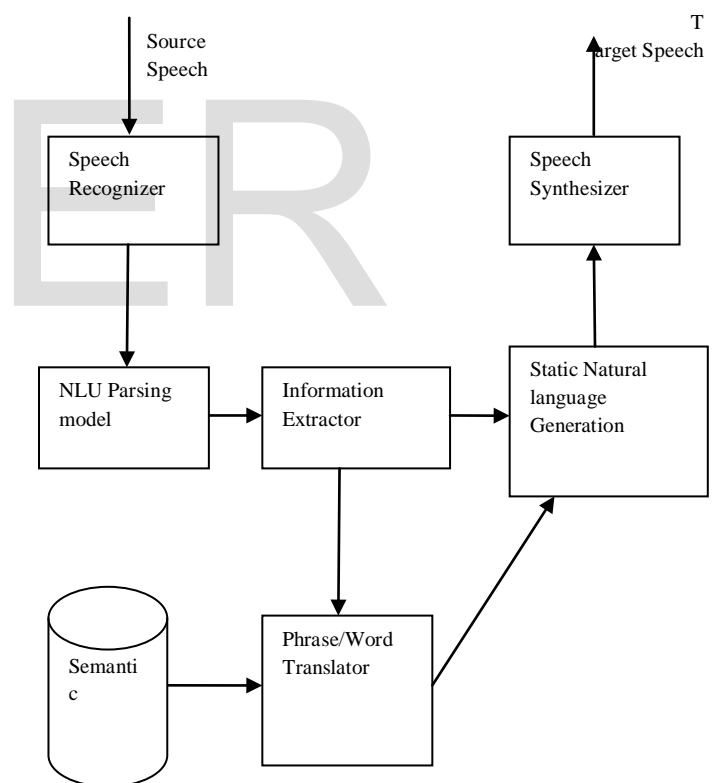 Source
Speech
T
arget Speech
ER
Speech
Recognizer
Speech
Synthesizer
NLU Parsing
model
Information
Extractor
Static Natural
language
Generation
Semanti
c
Phrase/Word
Translator